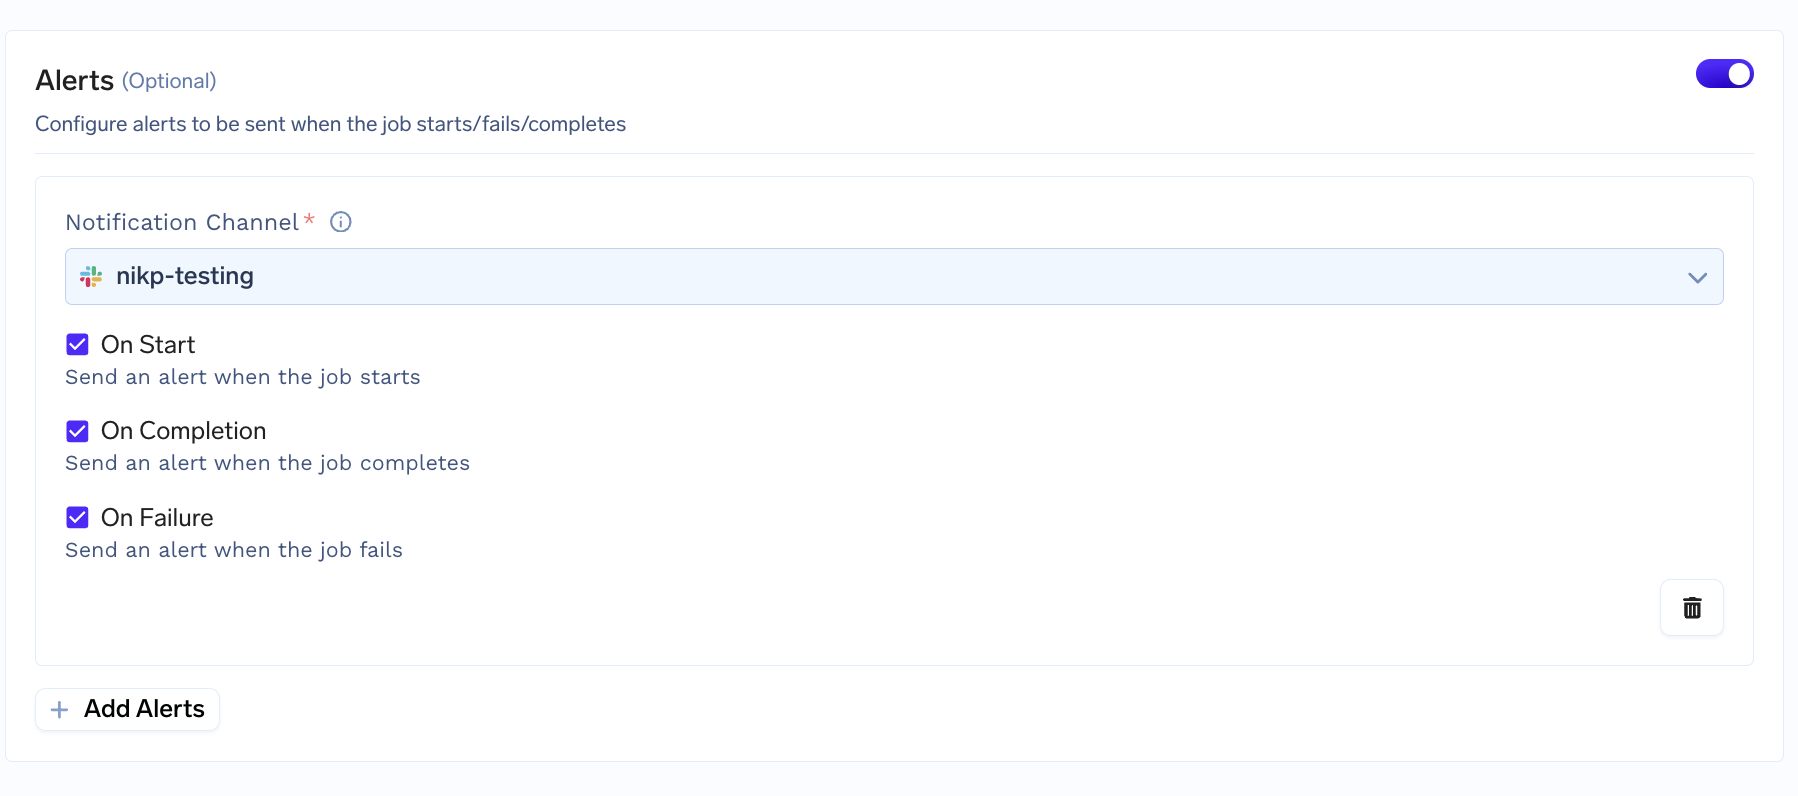 Alerts (Optional)
Configure alerts to be sent when the job starts/fails/completes
Notification Channel*
nikp-testing
On Start
Send an alert when the job starts
On Completion
Send an alert when the job completes
On Failure
Send an alert when the job fails
Add Alerts